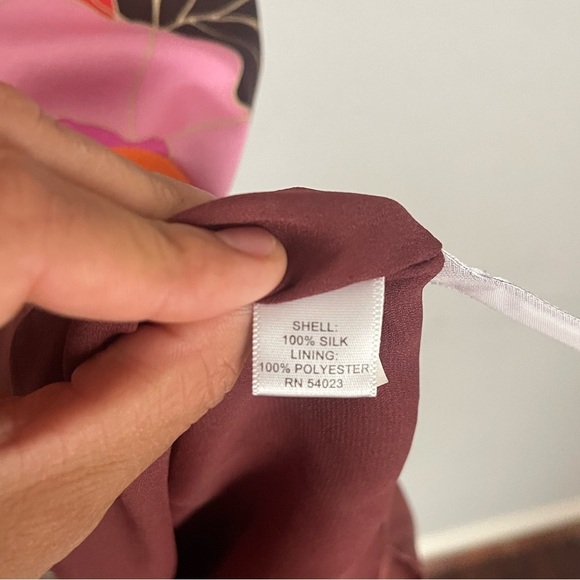 SHELL:
100% SILK
LINING:
100% POLYESTER
RN 54023